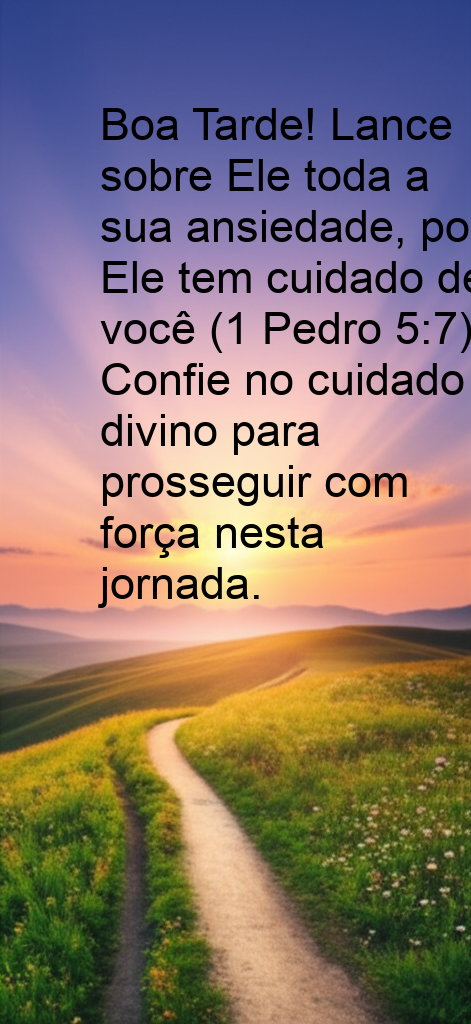 Boa Tarde! Lance
sobre Ele toda a
sua ansiedade, po
Ele tem cuidado de
você (1 Pedro 5:7)
Confie no cuidado
divino para
prosseguir com
força nesta
jornada.